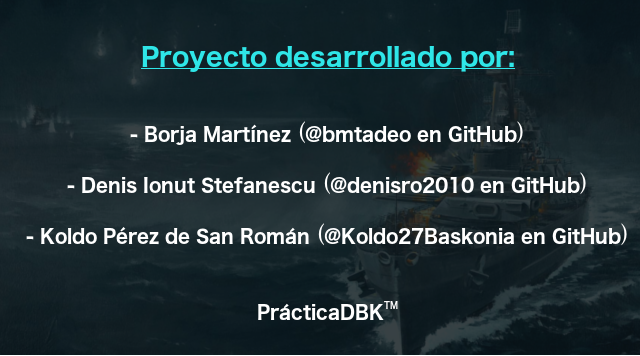 Proyecto desarrollado por:
- Borja Martínez (@bmtadeo en GitHub)
- Denis Ionut Stefanescu (@denisro2010 en GitHub)
- Koldo Pérez de San Román (@Koldo27Baskonia en GitHub)
PrácticaDBK™